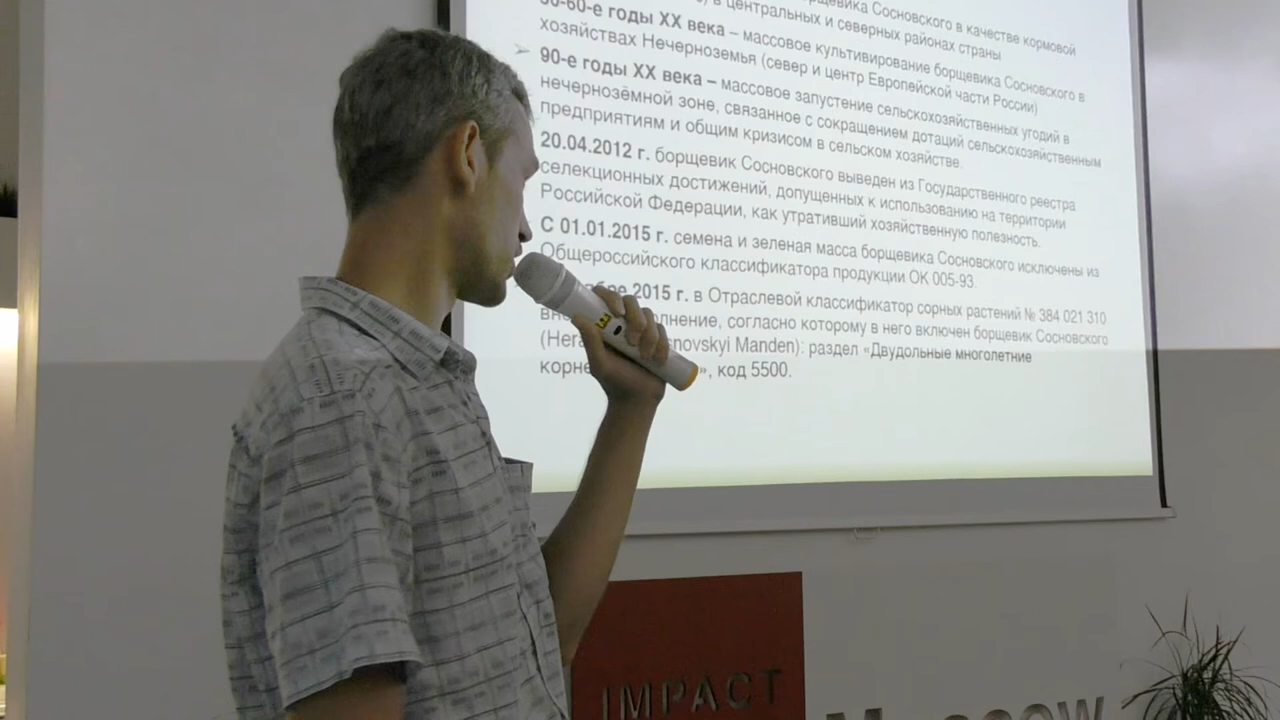 борщевика Сосновского в качестве кормовой
в центральных и северных районах страны
50-60-е годы XX века – массовое культивирование борщевика Сосновского в
хозяйствах Нечерноземья (север и центр Европейской части России)
90-е годы XX века – массовое запустение сельскохозяйственных угодий в
нечернозёмной зоне, связанное с сокращением дотаций сельскохозяйственным
предприятиям и общим кризисом в сельском хозяйстве.
20.04.2012 г. борщевик Сосновского выведен из Государственного реестра
селекционных достижений, допущенных к использованию на территории
Российской Федерации, как утративший хозяйственную полезность.
С 01.01.2015 г. семена и зеленая масса борщевика Сосновского исключены из
Общероссийского классификатора продукции ОК 005-93.
2015 г. в Отраслевой классификатор сорных растений № 384 021 310
согласно которому в него включен борщевик Сосновского
Manden): раздел «Двудольные многолетние
», код 5500.
IMPACT
Moscow